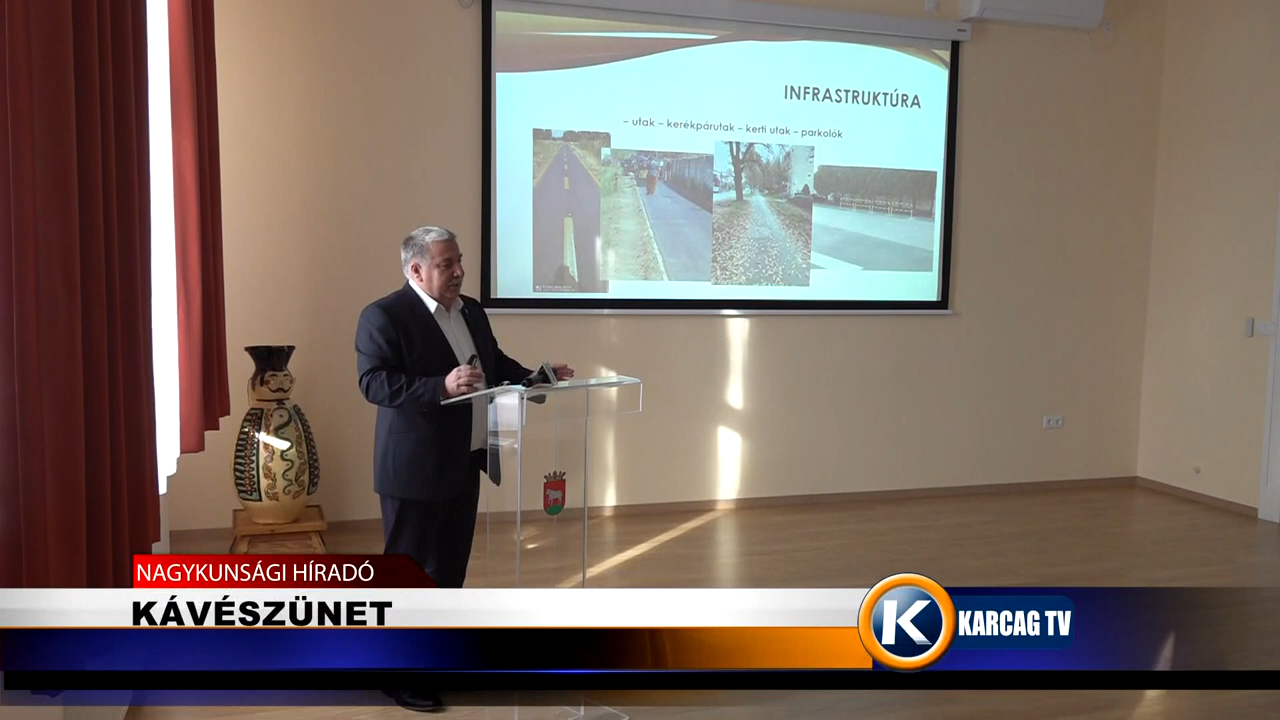 INFRASTRUKTÚRA
– utak – kerékpárutak – kerti utak – parkolók
NAGYKUNSÁGI HÍRADÓ
KÁVÉSZÜNET
K KARCAG TV